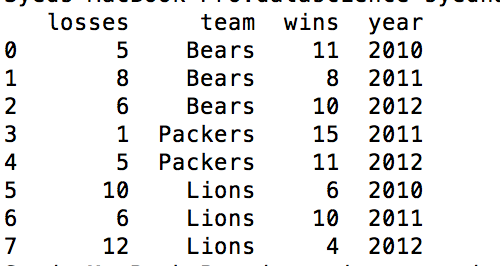 losses team wins year
0 5 Bears 11 2010
1 8 Bears 8 2011
2 6 Bears 10 2012
3 1 Packers 15 2011
4 5 Packers 11 2012
5 10 Lions 6 2010
6 6 Lions 10 2011
7 12 Lions 4 2012